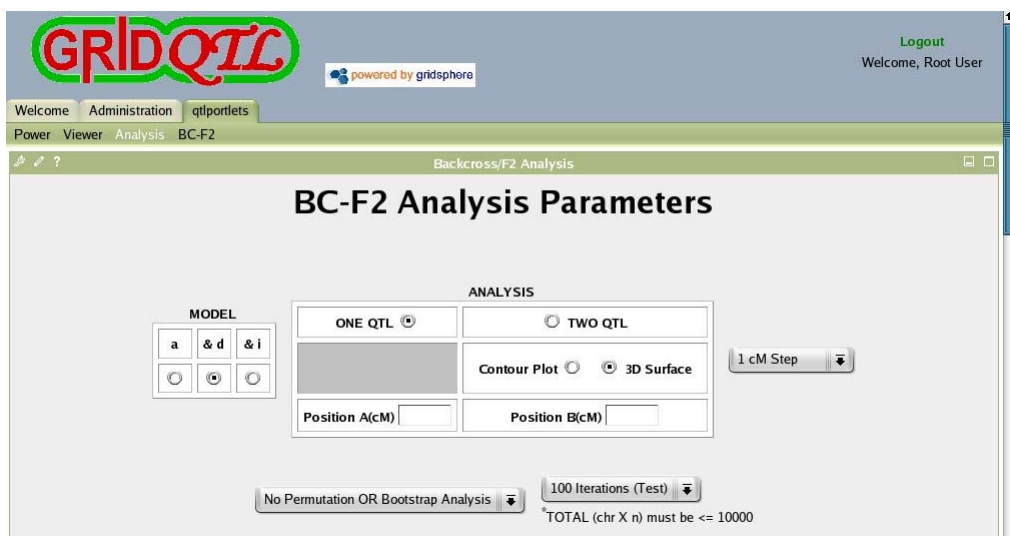 GRIDQTL
powered by gridsphere
Logout
Welcome, Root User
Welcome Administration qtlportlets
Power Viewer Analysis BC-F2
? Backcross/F2 Analysis
BC-F2 Analysis Parameters
ANALYSIS
MODEL
a & d & i
ONE QTL TWO QTL
Contour Plot 3D Surface
Position A(cM) Position B(cM)
1 cM Step
No Permutation OR Bootstrap Analysis
100 Iterations (Test)
*TOTAL (chr X n) must be <= 10000